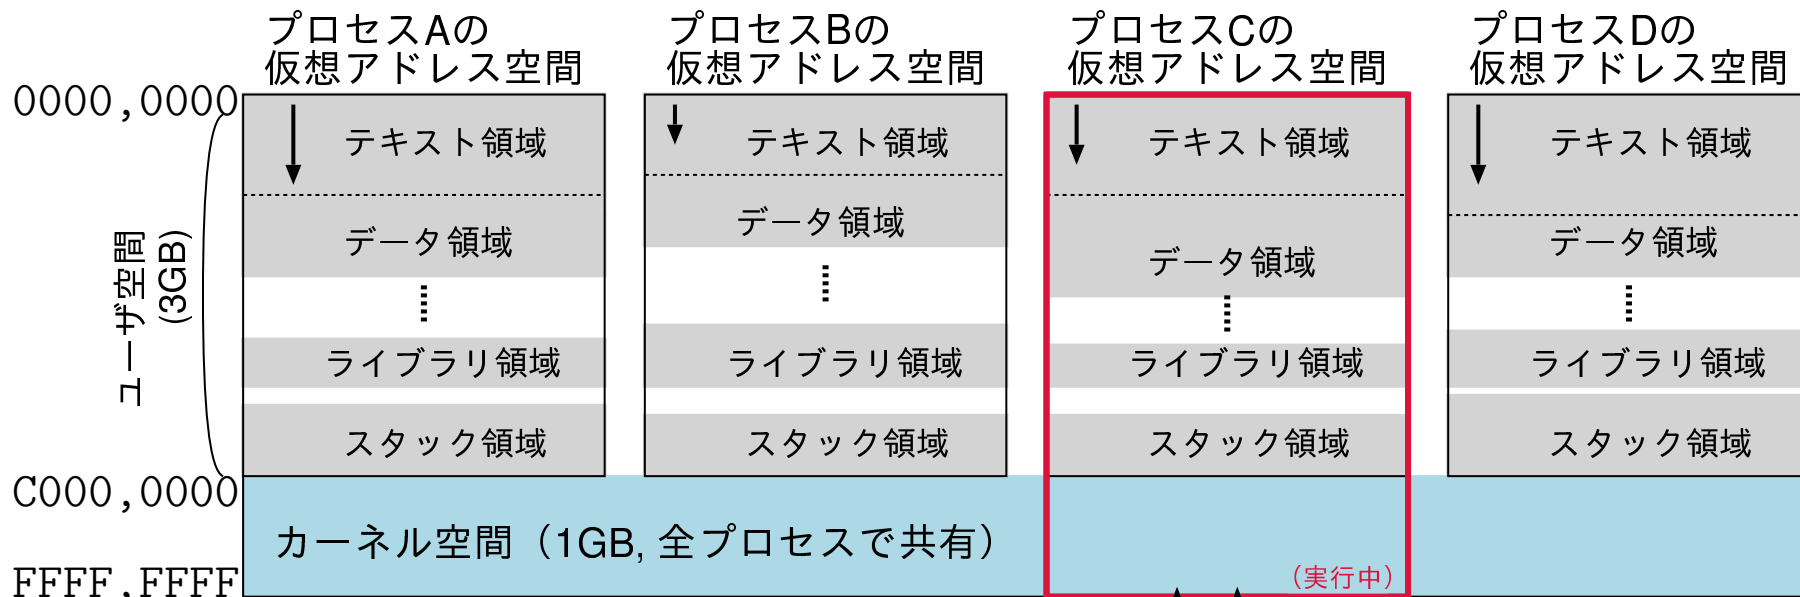 プロセスAの
仮想アドレス空間
プロセスBの
仮想アドレス空間
プロセスCの
仮想アドレス空間
プロセスDの
仮想アドレス空間
0000,0000
ユーザ空間
(3GB)
テキスト領域
データ領域
ライブラリ領域
スタック領域
テキスト領域
データ領域
ライブラリ領域
スタック領域
テキスト領域
データ領域
ライブラリ領域
スタック領域
テキスト領域
データ領域
ライブラリ領域
スタック領域
C000,0000
カーネル空間（1GB, 全プロセスで共有）
（実行中）
FFFF,FFFF